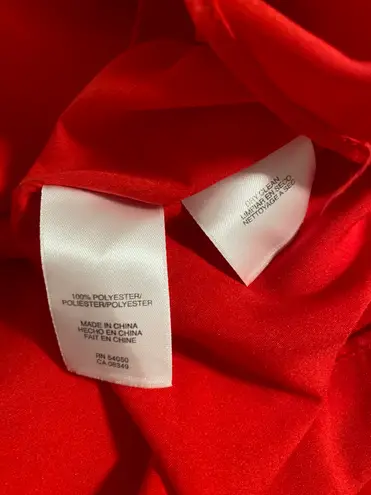 100% POLYESTER/
POLIÉSTER/POLYESTER
MADE IN CHINA
HECHO EN CHINA
FAIT EN CHINE
RN 54050
CA 08349
DRY CLEAN
LIMPIAR EN SECO
NETTOYAGE A SEC